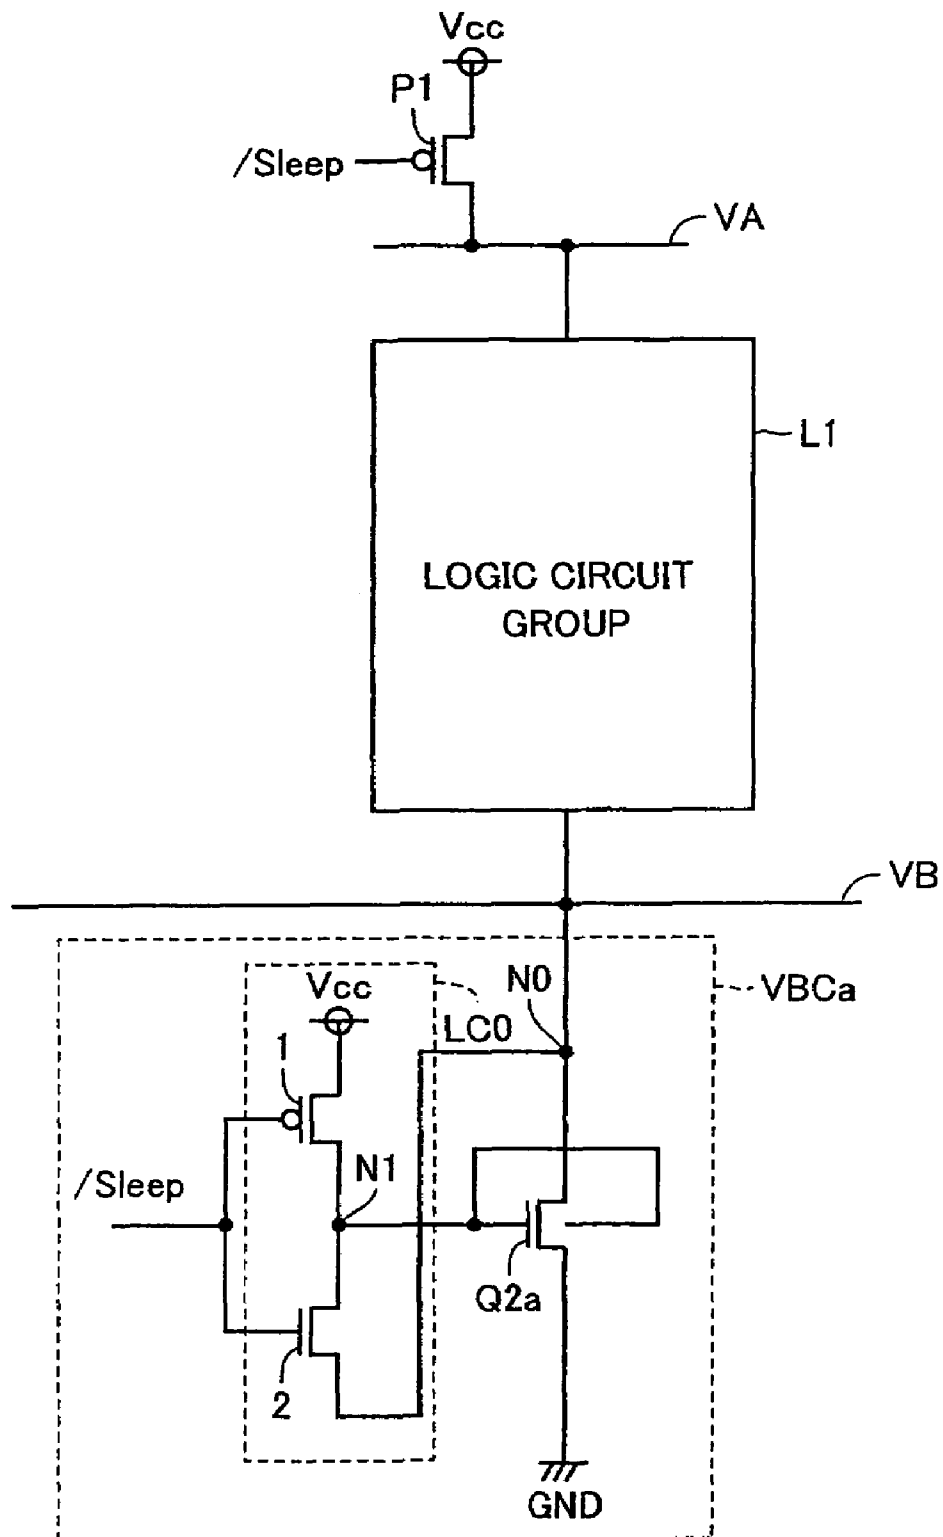 Vcc
P1
/Sleep
VA
L1
LOGIC CIRCUIT
GROUP
VB
N0
VBCa
Vcc
LC0
1
N1
/Sleep
Q2a
2
GND